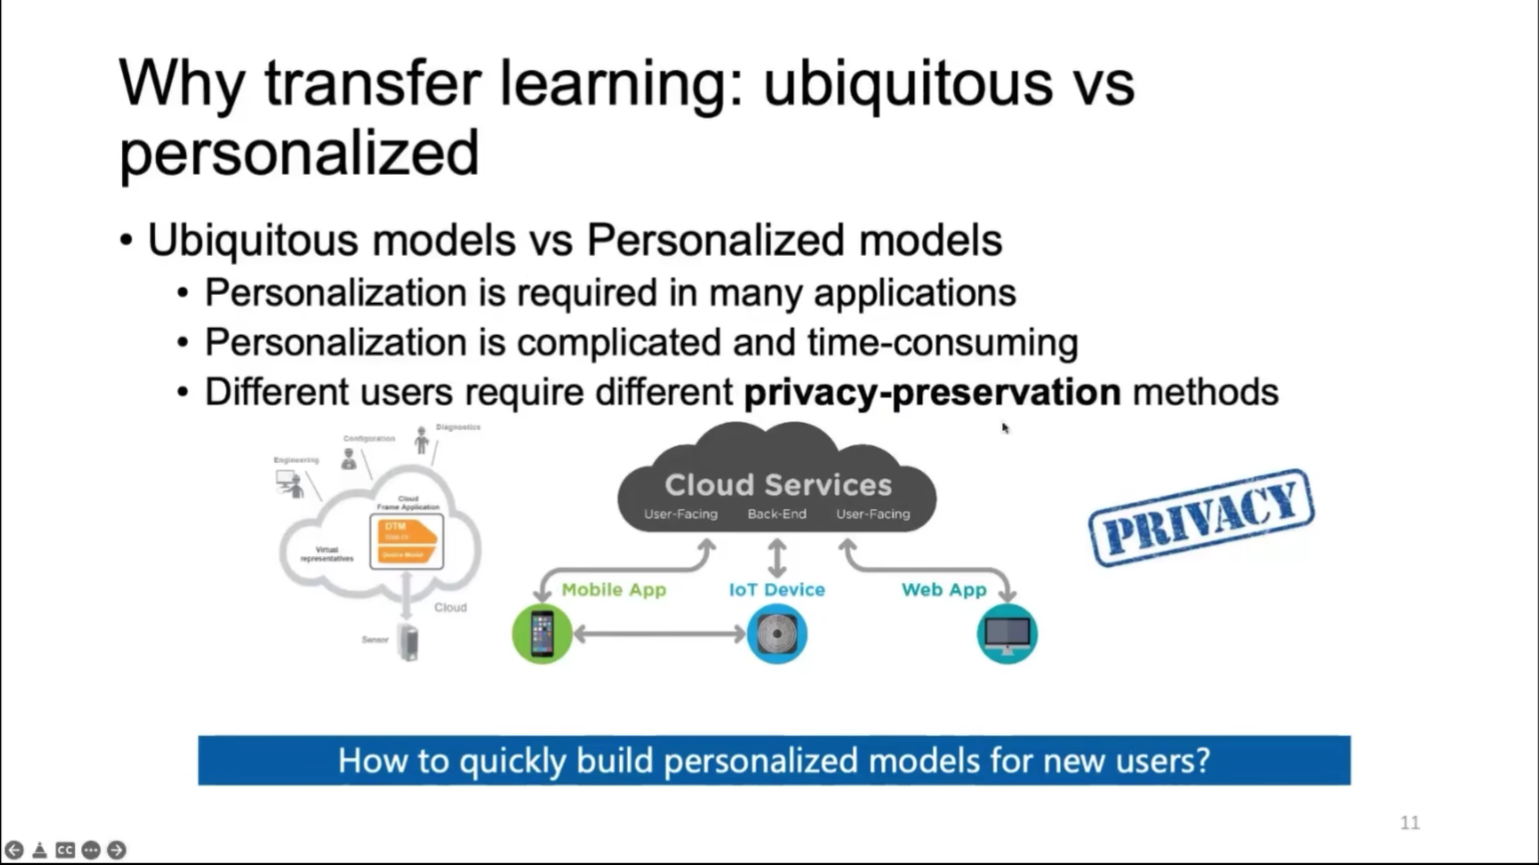 Why transfer learning: ubiquitous vs
personalized
• Ubiquitous models vs Personalized models
• Personalization is required in many applications
• Personalization is complicated and time-consuming
• Different users require different privacy-preservation methods
Diagnostics
Configuration
Engineering
Cloud
Frame Application
DTM
Device Model
Virtual
representatives
Cloud
Sensor
Cloud Services
User-Facing Back-End User-Facing
Mobile App
IoT Device
Web App
PRIVACY
How to quickly build personalized models for new users?
11
CC